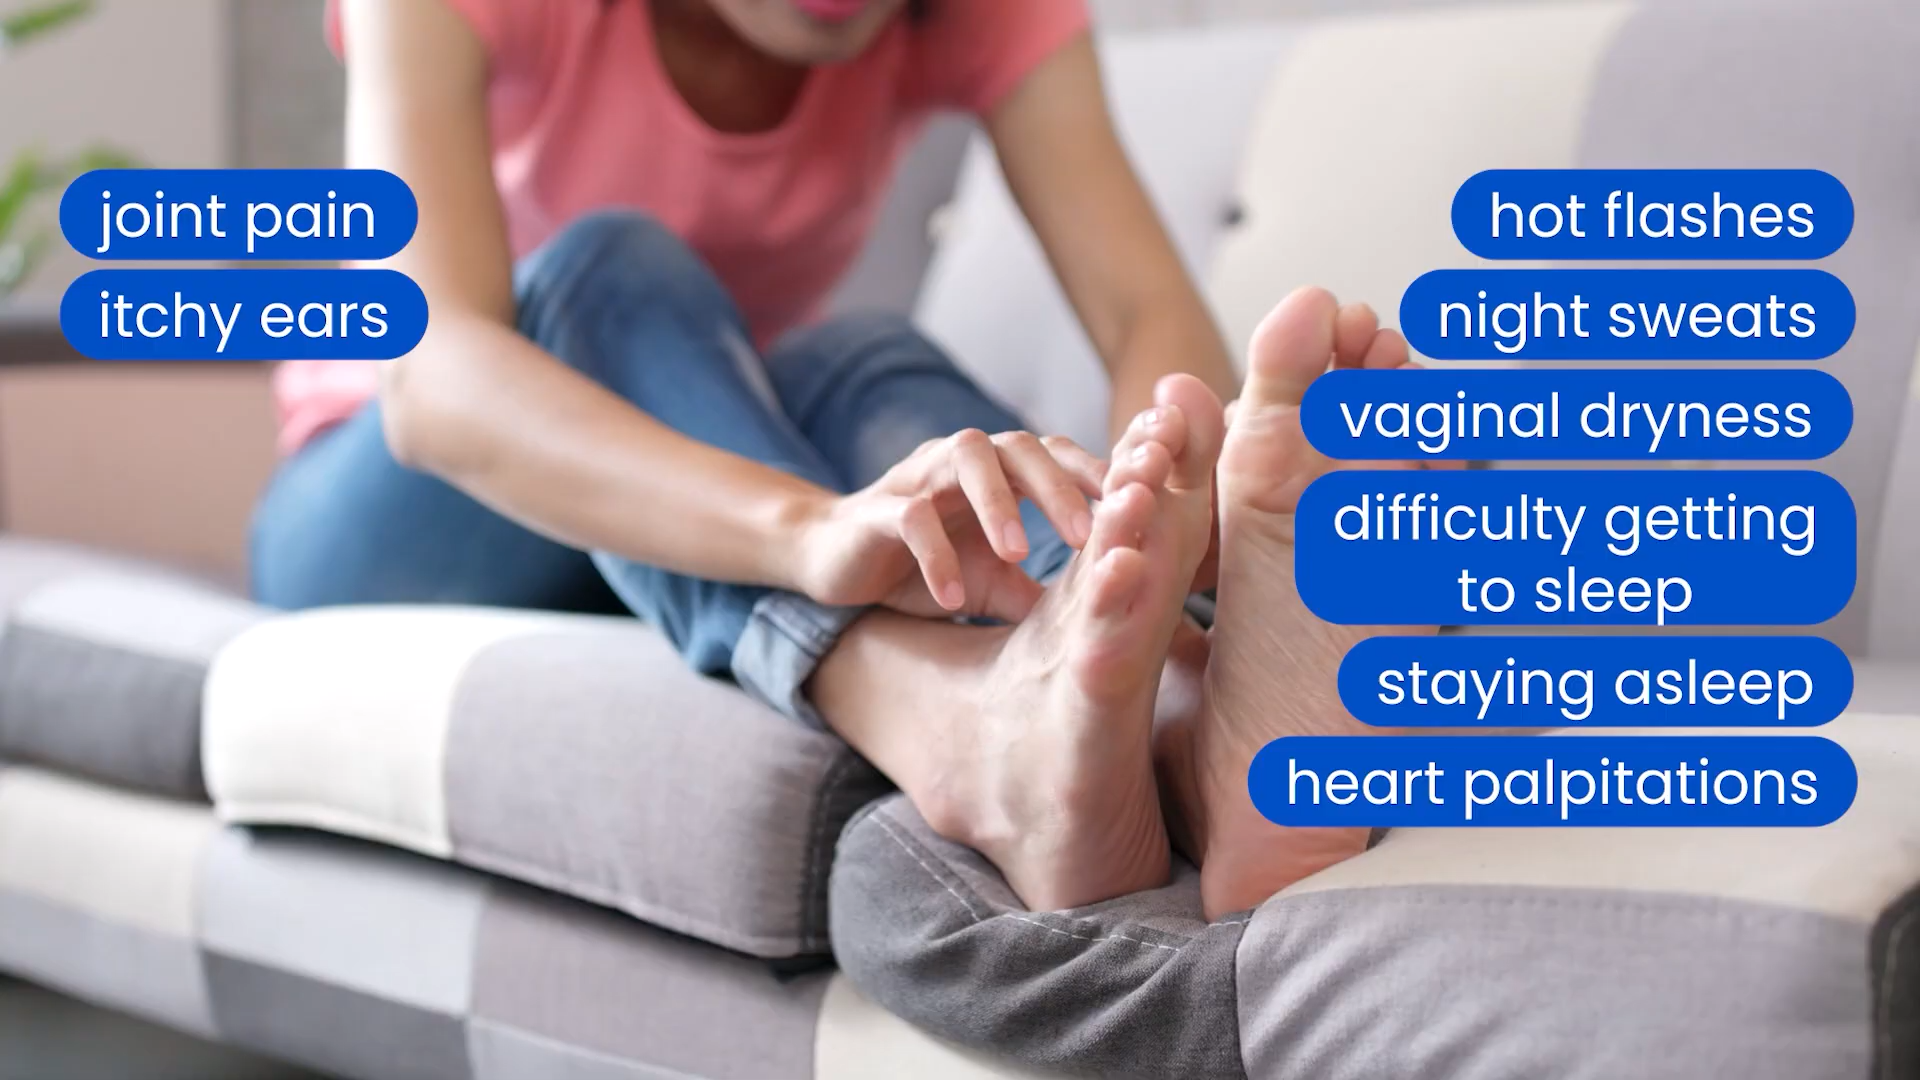 joint pain
itchy ears
hot flashes
night sweats
vaginal dryness
difficulty getting
to sleep
staying asleep
heart palpitations